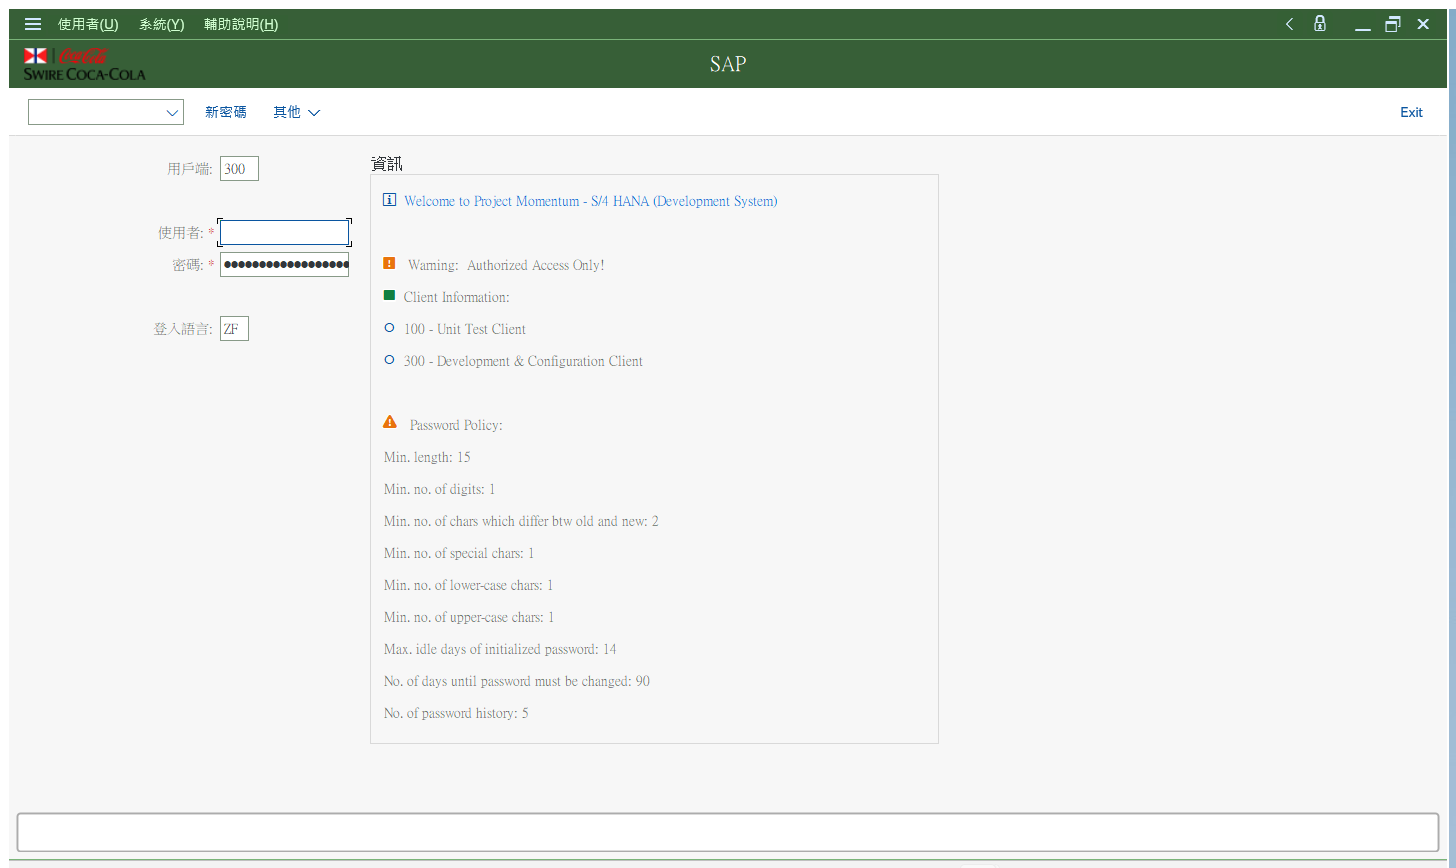 使用者(U) 系統(Y) 輔助說明(H)
Coca-Cola
SWIRE COCA-COLA
SAP
新密碼 其他 Exit
用戶端: 300
使用者: *
密碼: * ●●●●●●●●●●●●●●●●●●
登入語言: ZF
資訊
Welcome to Project Momentum - S/4 HANA (Development System)
Warning: Authorized Access Only!
Client Information:
100 - Unit Test Client
300 - Development & Configuration Client
Password Policy:
Min. length: 15
Min. no. of digits: 1
Min. no. of chars which differ btw old and new: 2
Min. no. of special chars: 1
Min. no. of lower-case chars: 1
Min. no. of upper-case chars: 1
Max. idle days of initialized password: 14
No. of days until password must be changed: 90
No. of password history: 5